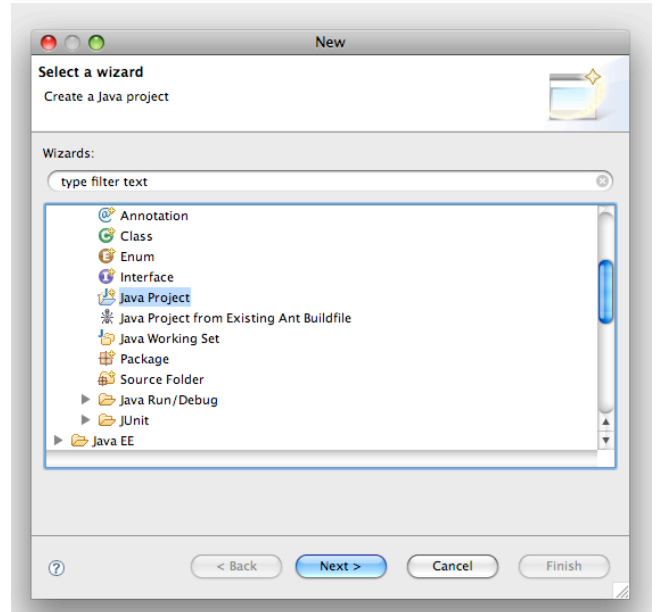 New
Select a wizard
Create a Java project
Wizards:
type filter text
Annotation
Class
Enum
Interface
Java Project
Java Project from Existing Ant Buildfile
Java Working Set
Package
Source Folder
Java Run/Debug
JUnit
Java EE
? < Back Next > Cancel Finish